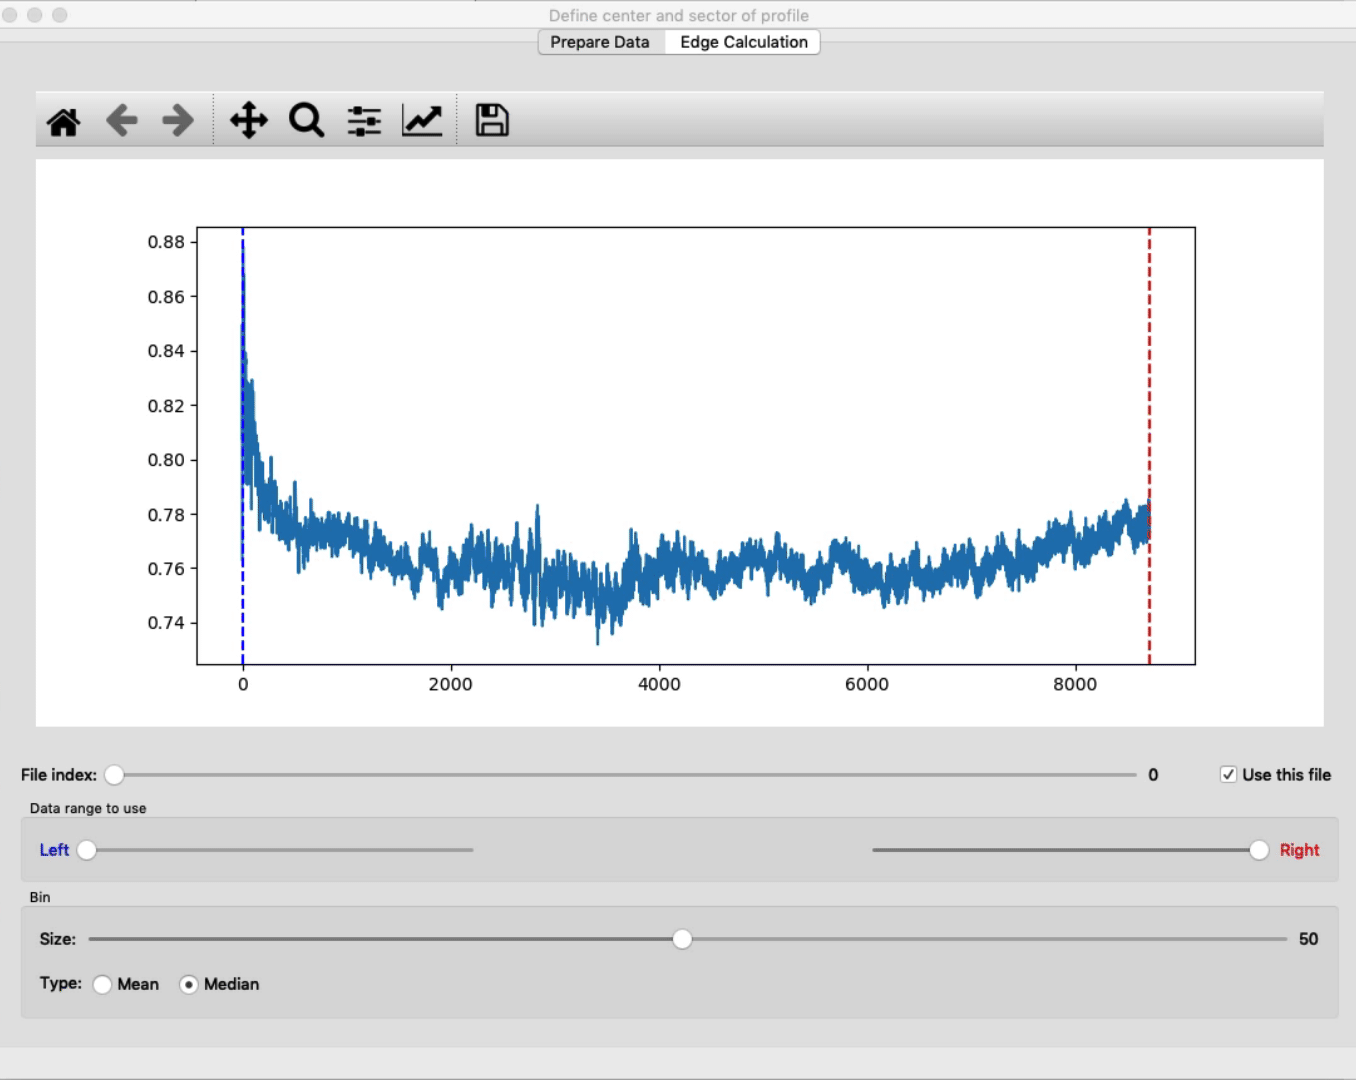 Define center and sector of profile
Prepare Data Edge Calculation
0.88
0.86
0.84
0.82
0.80
0.78
0.76
0.74
0 2000 4000 6000 8000
File index: 0 Use this file
Data range to use
Left Right
Bin
Size: 50
Type: Mean Median